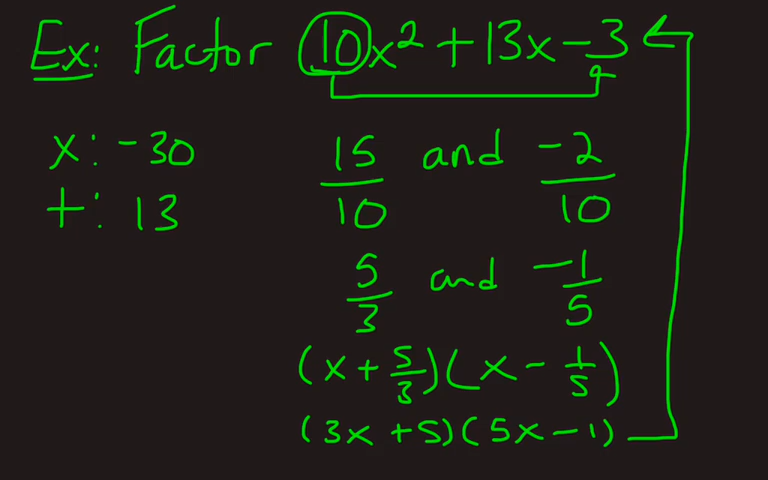 Ex: Factor 10x² + 13x - 3
x: -30
+: 13
15/10 and -2/10
5/3 and -1/5
(x + 5/3)(x - 1/5)
(3x + 5)(5x - 1)